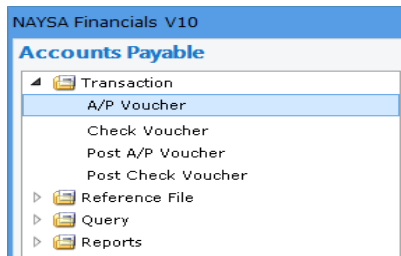 NAYSA Financials V10
Accounts Payable
Transaction
A/P Voucher
Check Voucher
Post A/P Voucher
Post Check Voucher
Reference File
Query
Reports